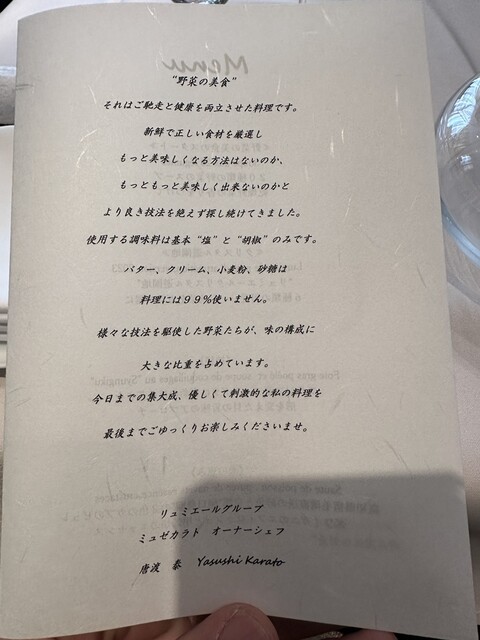 “野菜の美食”
それはご馳走と健康を両立させた料理です。
新鮮で正しい食材を厳選し
もっと美味しくなる方法はないのか、
もっともっと美味しく出来ないのかと
より良き技法を絶えず探し続けてきました。
使用する調味料は基本“塩”と“胡椒”のみです。
バター、クリーム、小麦粉、砂糖は
料理には99%使いません。
様々な技法を駆使した野菜たちが、味の構成に
大きな比重を占めています。
今日までの集大成、優しくて刺激的な私の料理を
最後までごゆっくりお楽しみくださいませ。
リュミエールグループ
ミュゼカラト　オーナーシェフ
唐渡　泰　Yasushi Karato